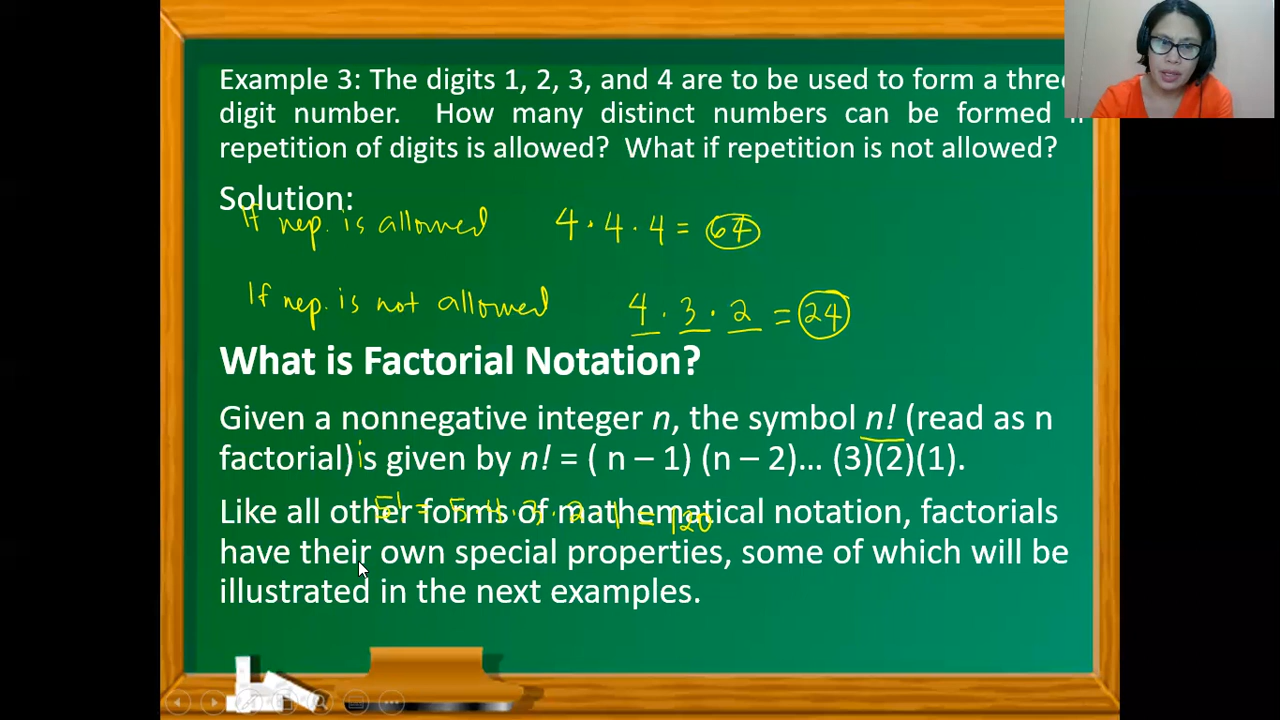 Example 3: The digits 1, 2, 3, and 4 are to be used to form a three
digit number. How many distinct numbers can be formed
repetition of digits is allowed? What if repetition is not allowed?
Solution:
If rep. is allowed 4 · 4 · 4 = 64
If rep. is not allowed 4 · 3 · 2 = 24
What is Factorial Notation?
Given a nonnegative integer n, the symbol n! (read as n
factorial) is given by n! = ( n – 1) (n – 2)... (3)(2)(1).
5! = 5 · 4 · 3 · 2 · 1 = 120
Like all other forms of mathematical notation, factorials
have their own special properties, some of which will be
illustrated in the next examples.